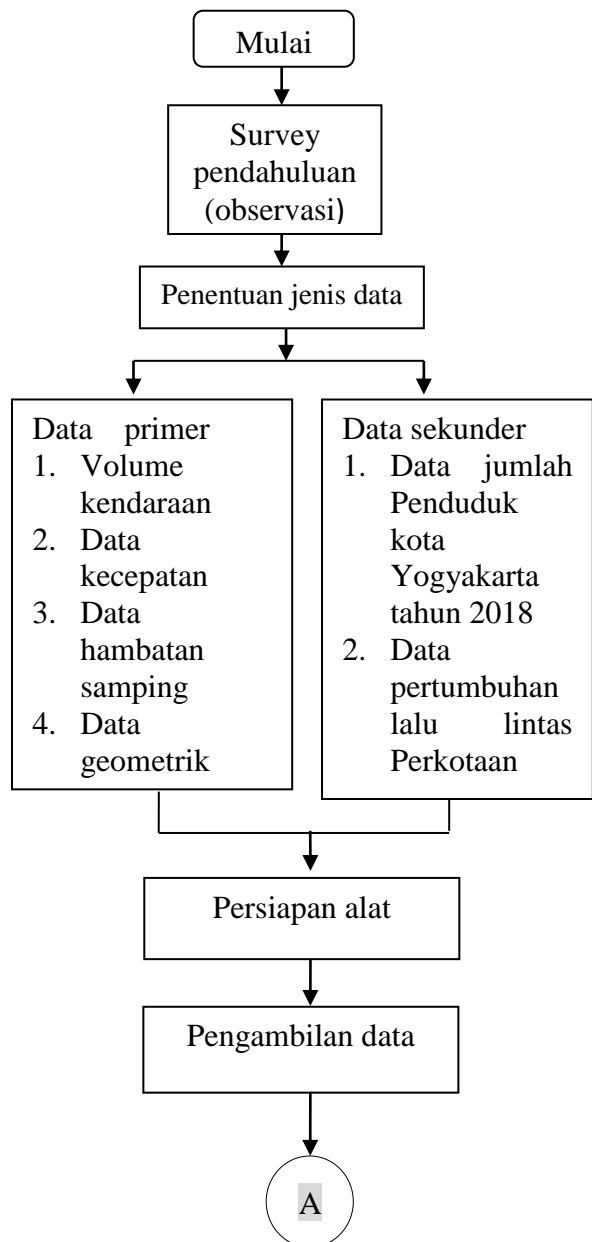 Mulai
Survey
pendahuluan
(observasi)
Penentuan jenis data
Data primer
1. Volume
kendaraan
2. Data
kecepatan
3. Data
hambatan
samping
4. Data
geometrik
Data sekunder
1. Data jumlah
Penduduk
kota
Yogyakarta
tahun 2018
2. Data
pertumbuhan
lalu lintas
Perkotaan
Persiapan alat
Pengambilan data
A